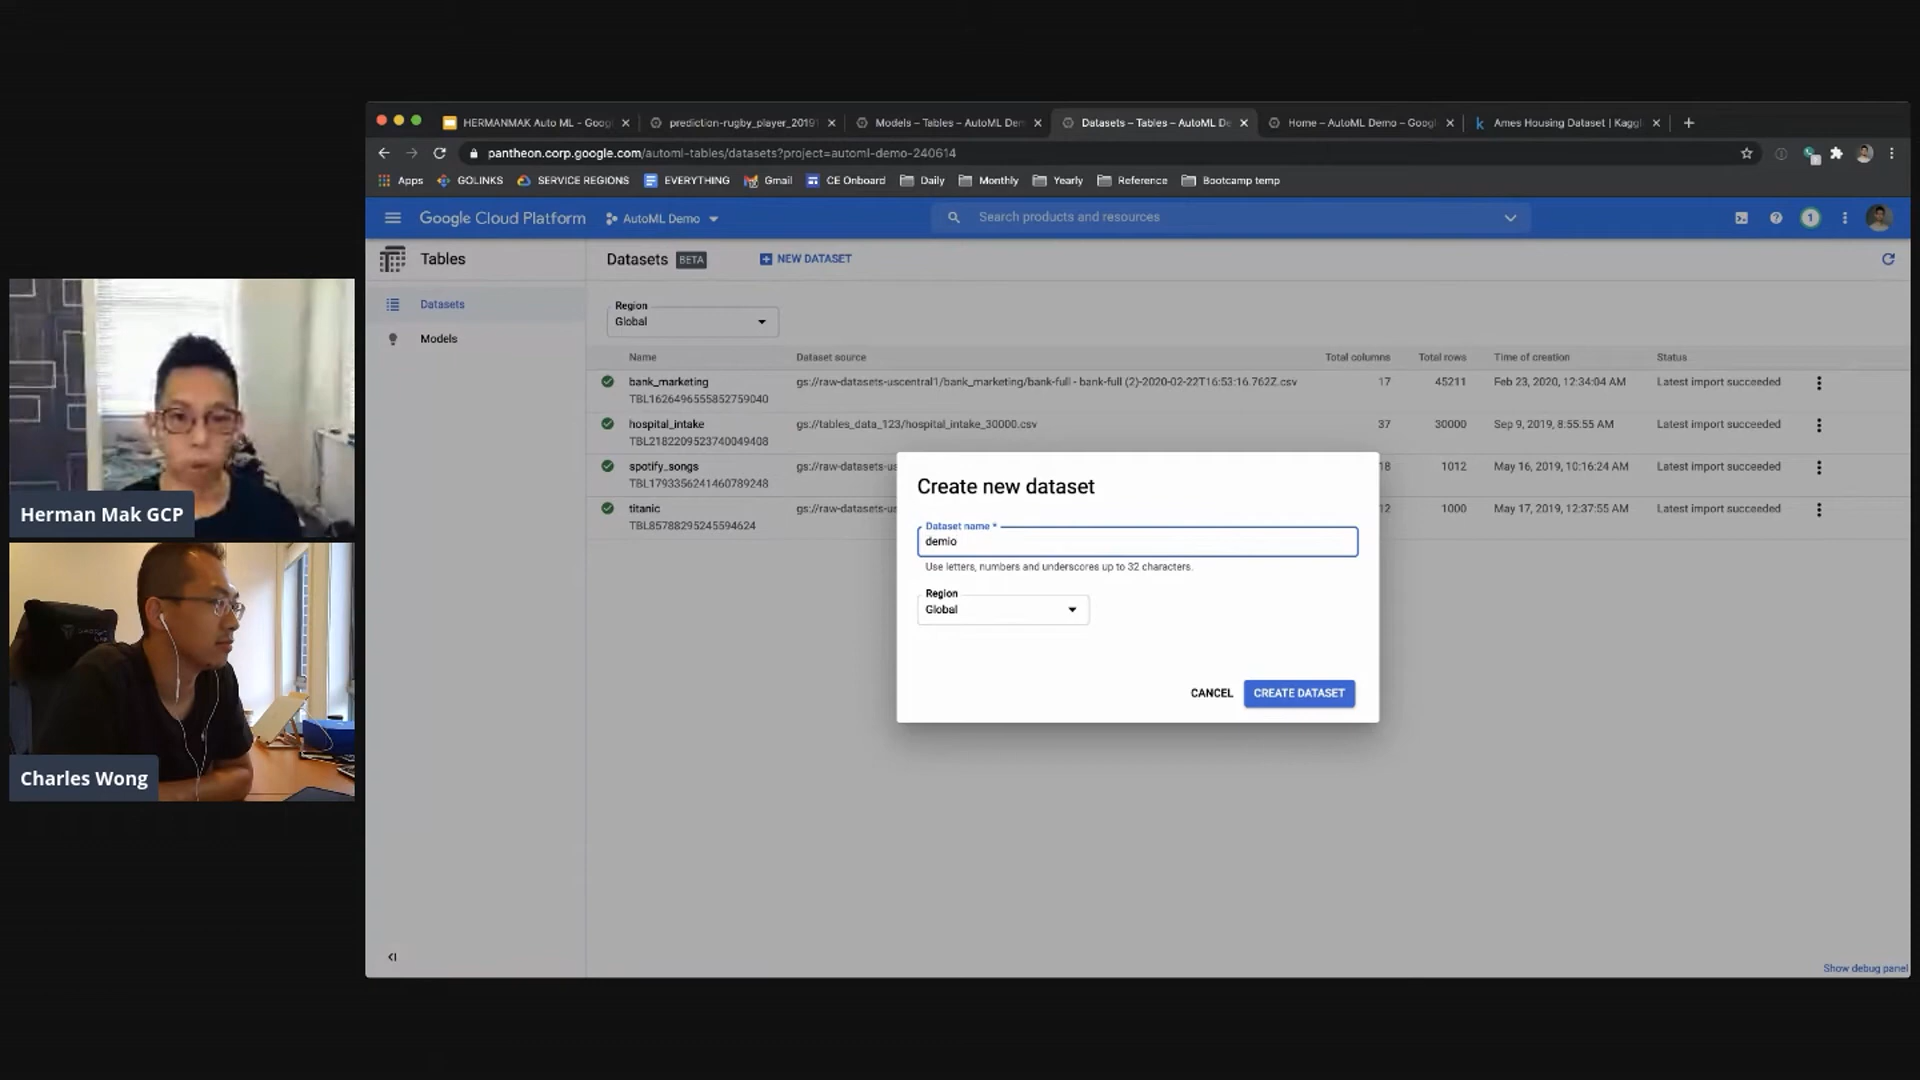 HERMANMAK Auto ML - Goog
prediction-rugby_player_2019
Models – Tables – AutoML Dem
Datasets – Tables – AutoML De
Home – AutoML Demo – Googl
Ames Housing Dataset | Kaggl
pantheon.corp.google.com/automl-tables/datasets?project=automl-demo-240614
Apps GOLINKS SERVICE REGIONS EVERYTHING Gmail CE Onboard Daily Monthly Yearly Reference Bootcamp temp
Google Cloud Platform AutoML Demo Search products and resources 1
Tables
Datasets
Models
Datasets BETA NEW DATASET
Region
Global
Name Dataset source Total columns Total rows Time of creation Status
bank_marketing gs://raw-datasets-uscentral1/bank_marketing/bank-full - bank-full (2)-2020-02-22T16:53:16.762Z.csv 17 45211 Feb 23, 2020, 12:34:04 AM Latest import succeeded
TBL1626496555852759040
hospital_intake gs://tables_data_123/hospital_intake_30000.csv 37 30000 Sep 9, 2019, 8:55:55 AM Latest import succeeded
TBL2182209523740049408
spotify_songs gs://raw-datasets-us 18 1012 May 16, 2019, 10:16:24 AM Latest import succeeded
TBL1793356241460789248
titanic gs://raw-datasets-us 12 1000 May 17, 2019, 12:37:55 AM Latest import succeeded
TBL85788295245594624
Create new dataset
Dataset name *
demio
Use letters, numbers and underscores up to 32 characters.
Region
Global
CANCEL CREATE DATASET
Show debug panel
Herman Mak GCP
Charles Wong